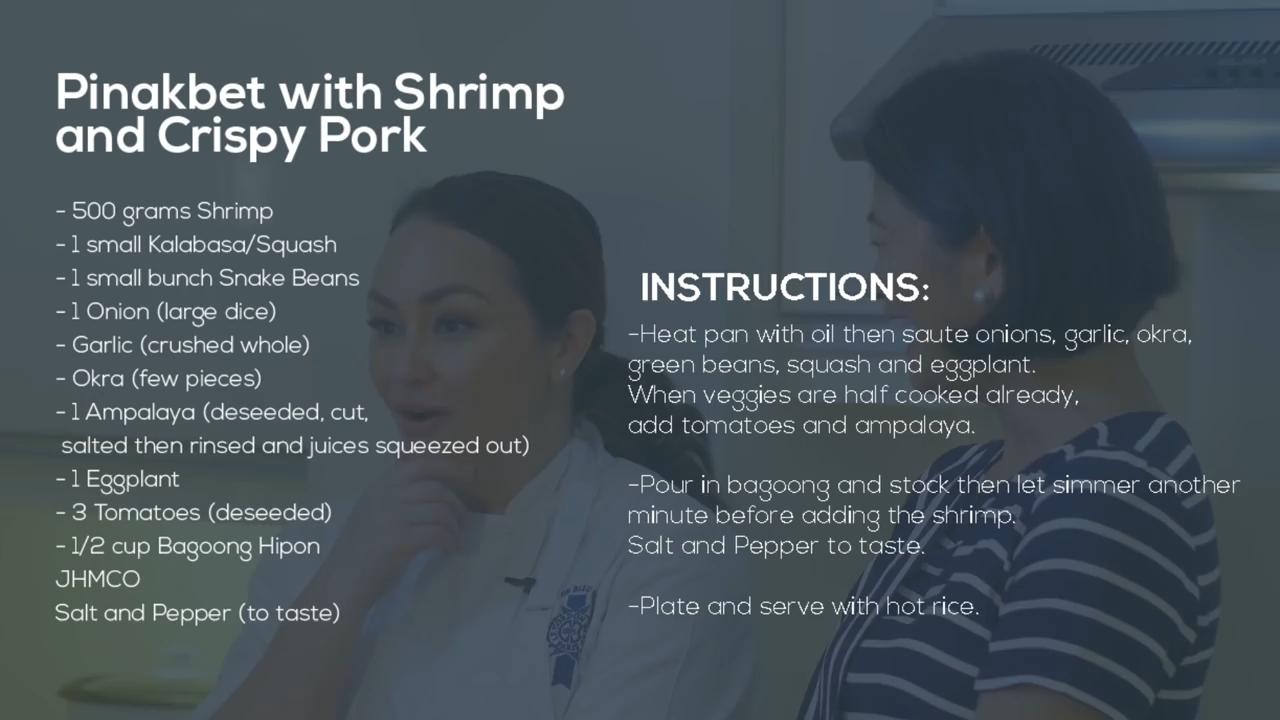 Pinakbet with Shrimp
and Crispy Pork
- 500 grams Shrimp
- 1 small Kalabasa/Squash
- 1 small bunch Snake Beans
- 1 Onion (large dice)
- Garlic (crushed whole)
- Okra (few pieces)
- 1 Ampalaya (deseeded, cut,
salted then rinsed and juices squeezed out)
- 1 Eggplant
- 3 Tomatoes (deseeded)
- 1/2 cup Bagoong Hipon
JHMCO
Salt and Pepper (to taste)
INSTRUCTIONS:
-Heat pan with oil then saute onions, garlic, okra,
green beans, squash and eggplant.
When veggies are half cooked already,
add tomatoes and ampalaya.
-Pour in bagoong and stock then let simmer another
minute before adding the shrimp.
Salt and Pepper to taste.
-Plate and serve with hot rice.